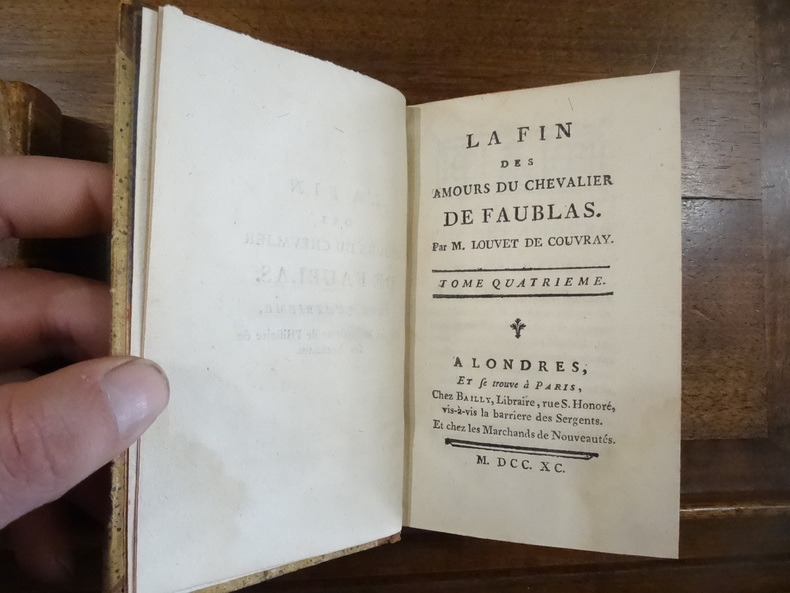 LA FIN
DES
AMOURS DU CHEVALIER
DE FAUBLAS.
Par M. LOUVET DE COUVRAY.
TOME QUATRIEME.
A LONDRES,
Et se trouve à PARIS,
Chez BAILLY, Libraire, rue S. Honoré,
vis-à-vis la barriere des Sergents.
Et chez les Marchands de Nouveautés.
M. DCC. XC.